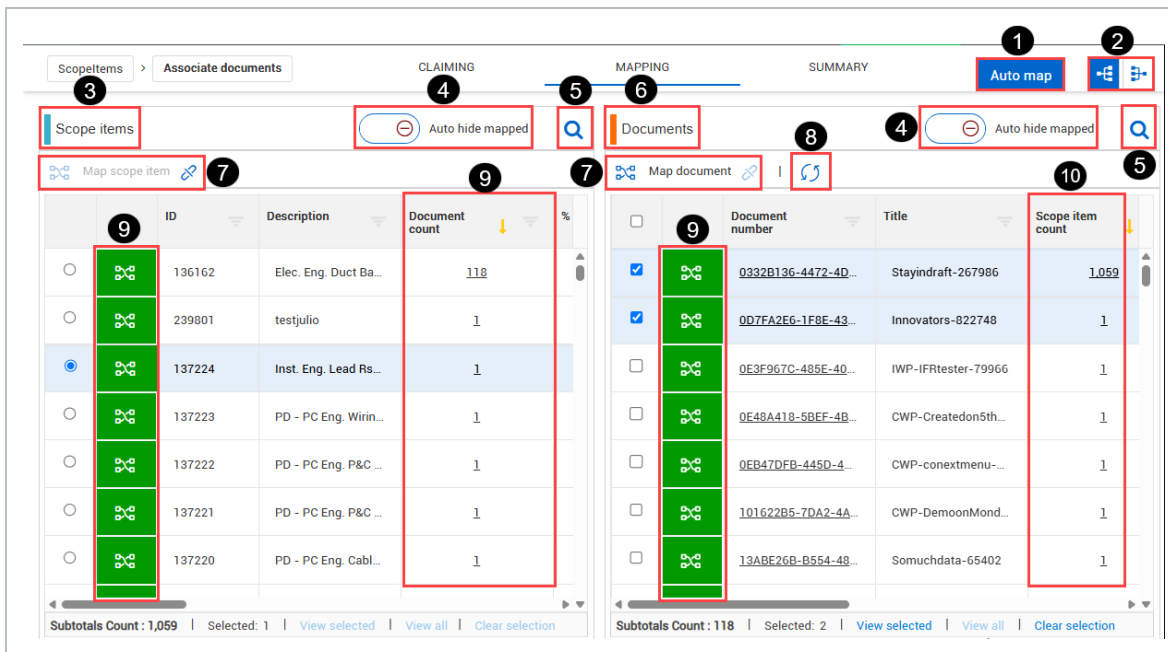 1 2
ScopeItems > Associate documents CLAIMING MAPPING SUMMARY Auto map
3 4 5 6
Scope items Auto hide mapped Documents 8 4 Auto hide mapped
5
Map scope item 7 9 7 Map document | 10
ID Description Document count % Document number Title Scope item count
9 9
136162 Elec. Eng. Duct Ba... 118 0332B136-4472-4D... Stayindraft-267986 1,059
239801 testjulio 1 0D7FA2E6-1F8E-43... Innovators-822748 1
137224 Inst. Eng. Lead Rs... 1 0E3F967C-485E-40... IWP-IFRtester-79966 1
137223 PD - PC Eng. Wirin... 1 0E48A418-5BEF-4B... CWP-Createdon5th... 1
137222 PD - PC Eng. P&C ... 1 0EB47DFB-445D-4... CWP-conextmenu-... 1
137221 PD - PC Eng. P&C ... 1 101622B5-7DA2-4A... CWP-DemoonMond... 1
137220 PD - PC Eng. Cabl... 1 13ABE26B-B554-48... Somuchdata-65402 1
Subtotals Count : 1,059 | Selected: 1 | View selected | View all | Clear selection Subtotals Count : 118 | Selected: 2 | View selected | View all | Clear selection